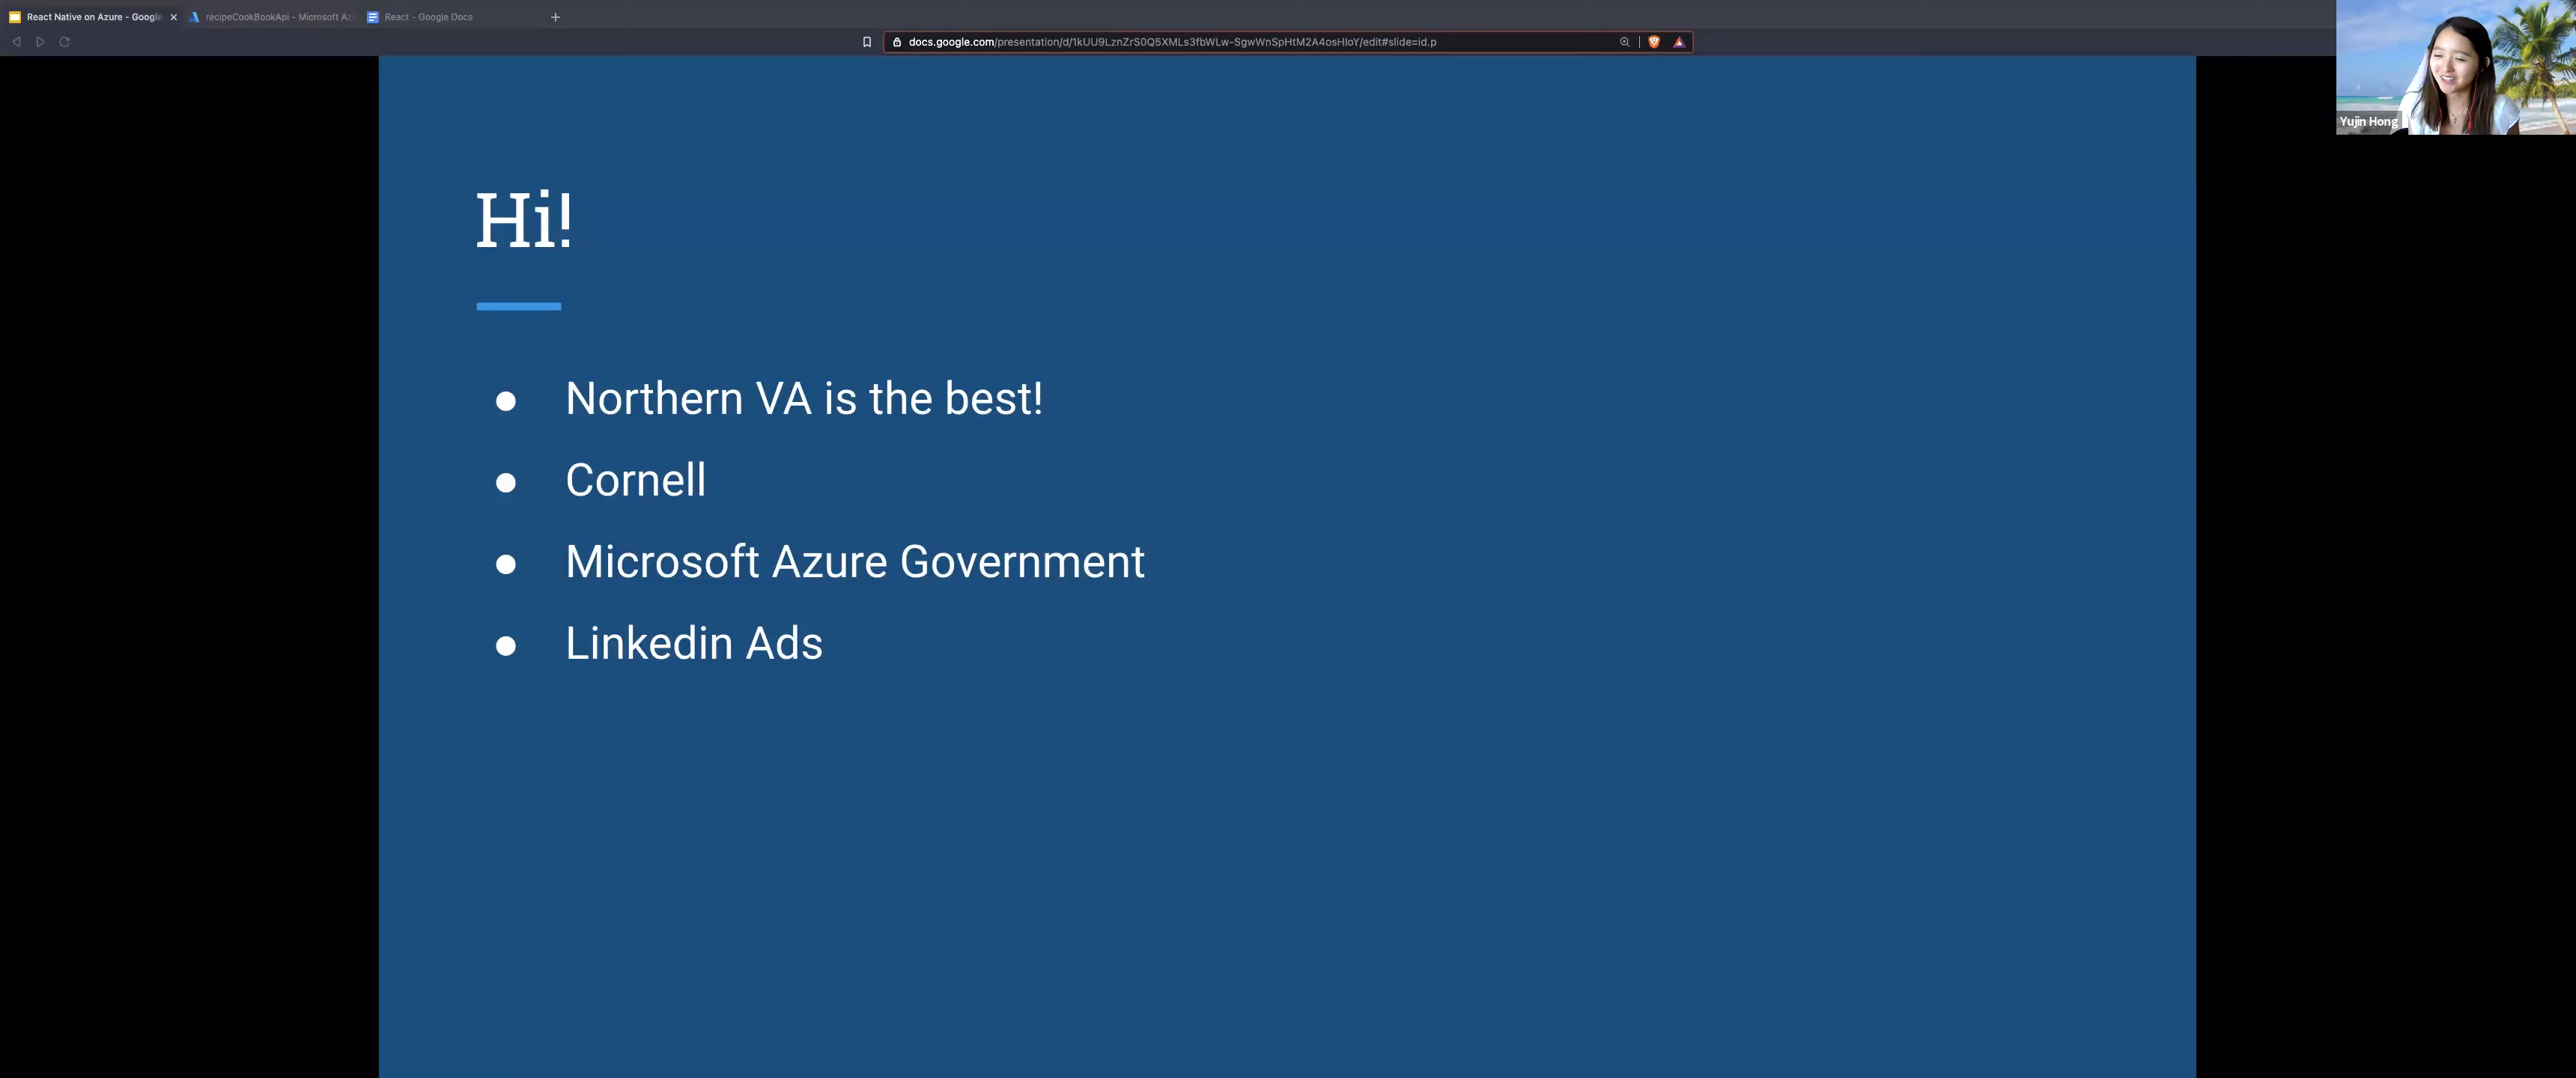 React Native on Azure - Google
recipeCookBookApi - Microsoft Az
React - Google Docs
docs.google.com/presentation/d/1kUU9LznZrS0Q5XMLs3fbWLw-SgwWnSpHtM2A4osHIoY/edit#slide=id.p
Yujin Hong
Hi!
● Northern VA is the best!
● Cornell
● Microsoft Azure Government
● Linkedin Ads